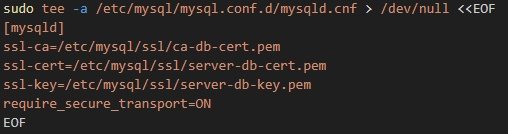 sudo tee -a /etc/mysql/mysql.conf.d/mysqld.cnf > /dev/null <<EOF
[mysqld]
ssl-ca=/etc/mysql/ssl/ca-db-cert.pem
ssl-cert=/etc/mysql/ssl/server-db-cert.pem
ssl-key=/etc/mysql/ssl/server-db-key.pem
require_secure_transport=ON
EOF